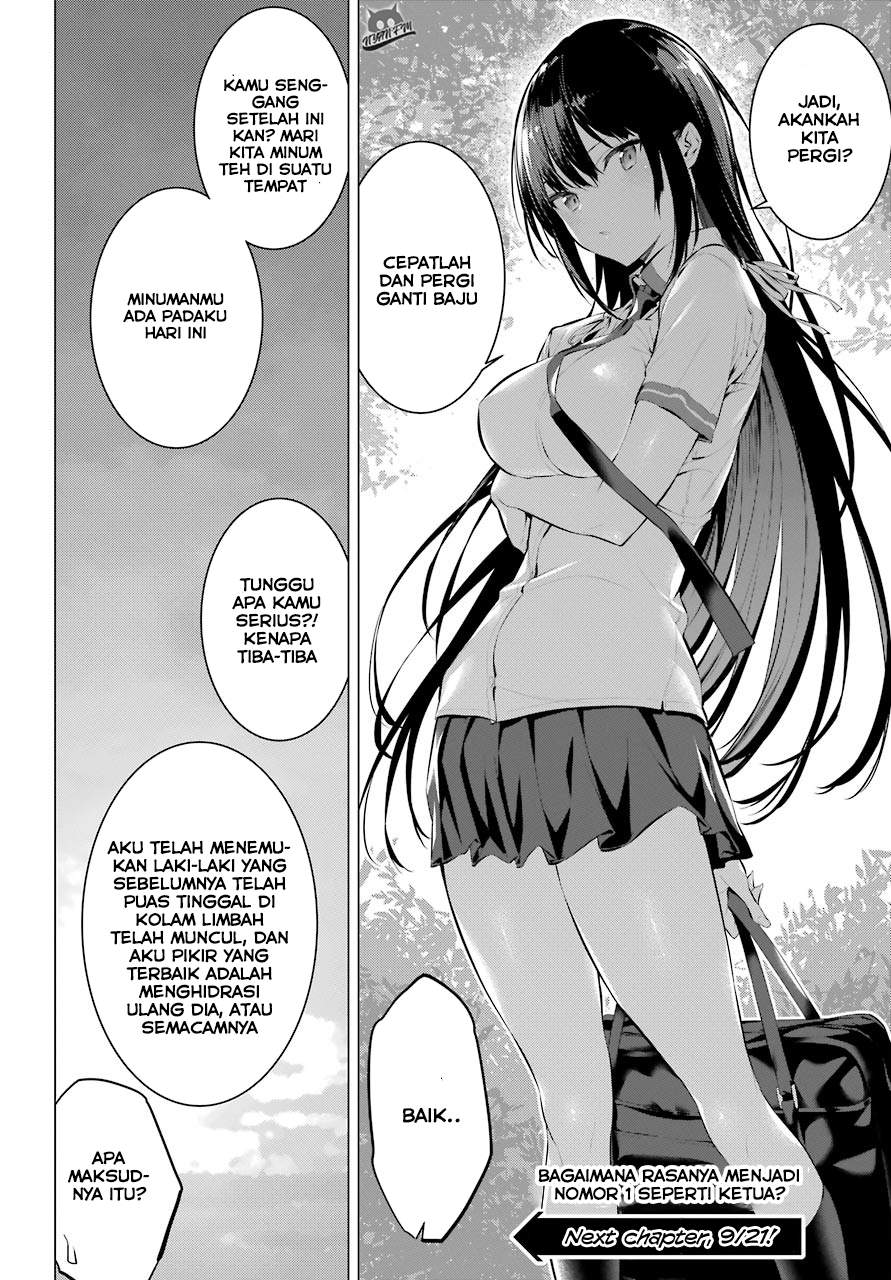 NYANFM
JADI,
AKANKAH
KITA
PERGI?
CEPATLAH
DAN PERGI
GANTI BAJU
BAIK..
BAGAIMANA RASANYA MENJADI
NOMOR 1 SEPERTI KETUA?
Next chapter, 9/21!
KAMU SENG-
GANG
SETELAH INI
KAN? MARI
KITA MINUM
TEH DI SUATU
TEMPAT
MINUMANMU
ADA PADAKU
HARI INI
TUNGGU
APA KAMU
SERIUS?!
KENAPA
TIBA-TIBA
AKU TELAH MENEMU-
KAN LAKI-LAKI YANG
SEBELUMNYA TELAH
PUAS TINGGAL DI
KOLAM LIMBAH
TELAH MUNCUL, DAN
AKU PIKIR YANG
TERBAIK ADALAH
MENGHIDRASI
ULANG DIA, ATAU
SEMACAMNYA
APA
MAKSUD-
NYA ITU?